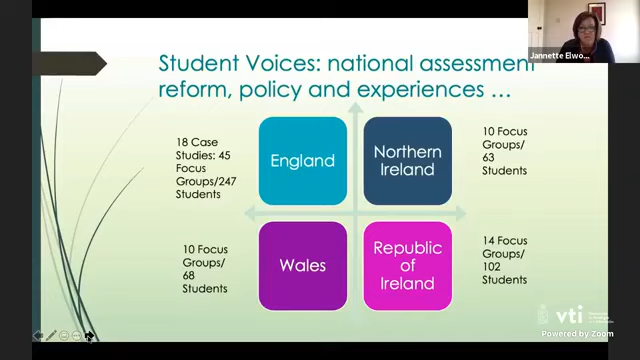 Student Voices: national assessment
reform, policy and experiences ...
Jannette Elwo...
18 Case
Studies: 45
Focus
Groups/247
Students
England
Northern
Ireland
10 Focus
Groups/
63
Students
10 Focus
Groups/
68
Students
Wales
Republic
of
Ireland
14 Focus
Groups/
102
Students
vti
Powered by Zoom